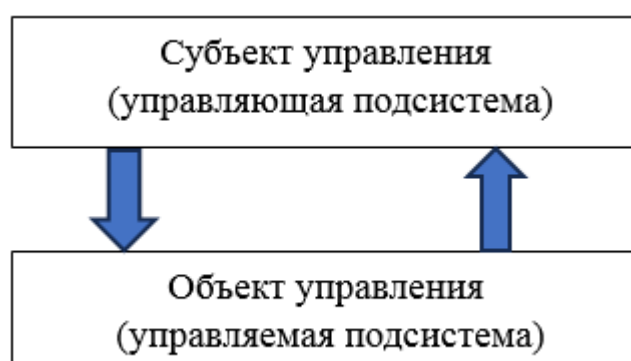 Субъект управления
(управляющая подсистема)
Объект управления
(управляемая подсистема)